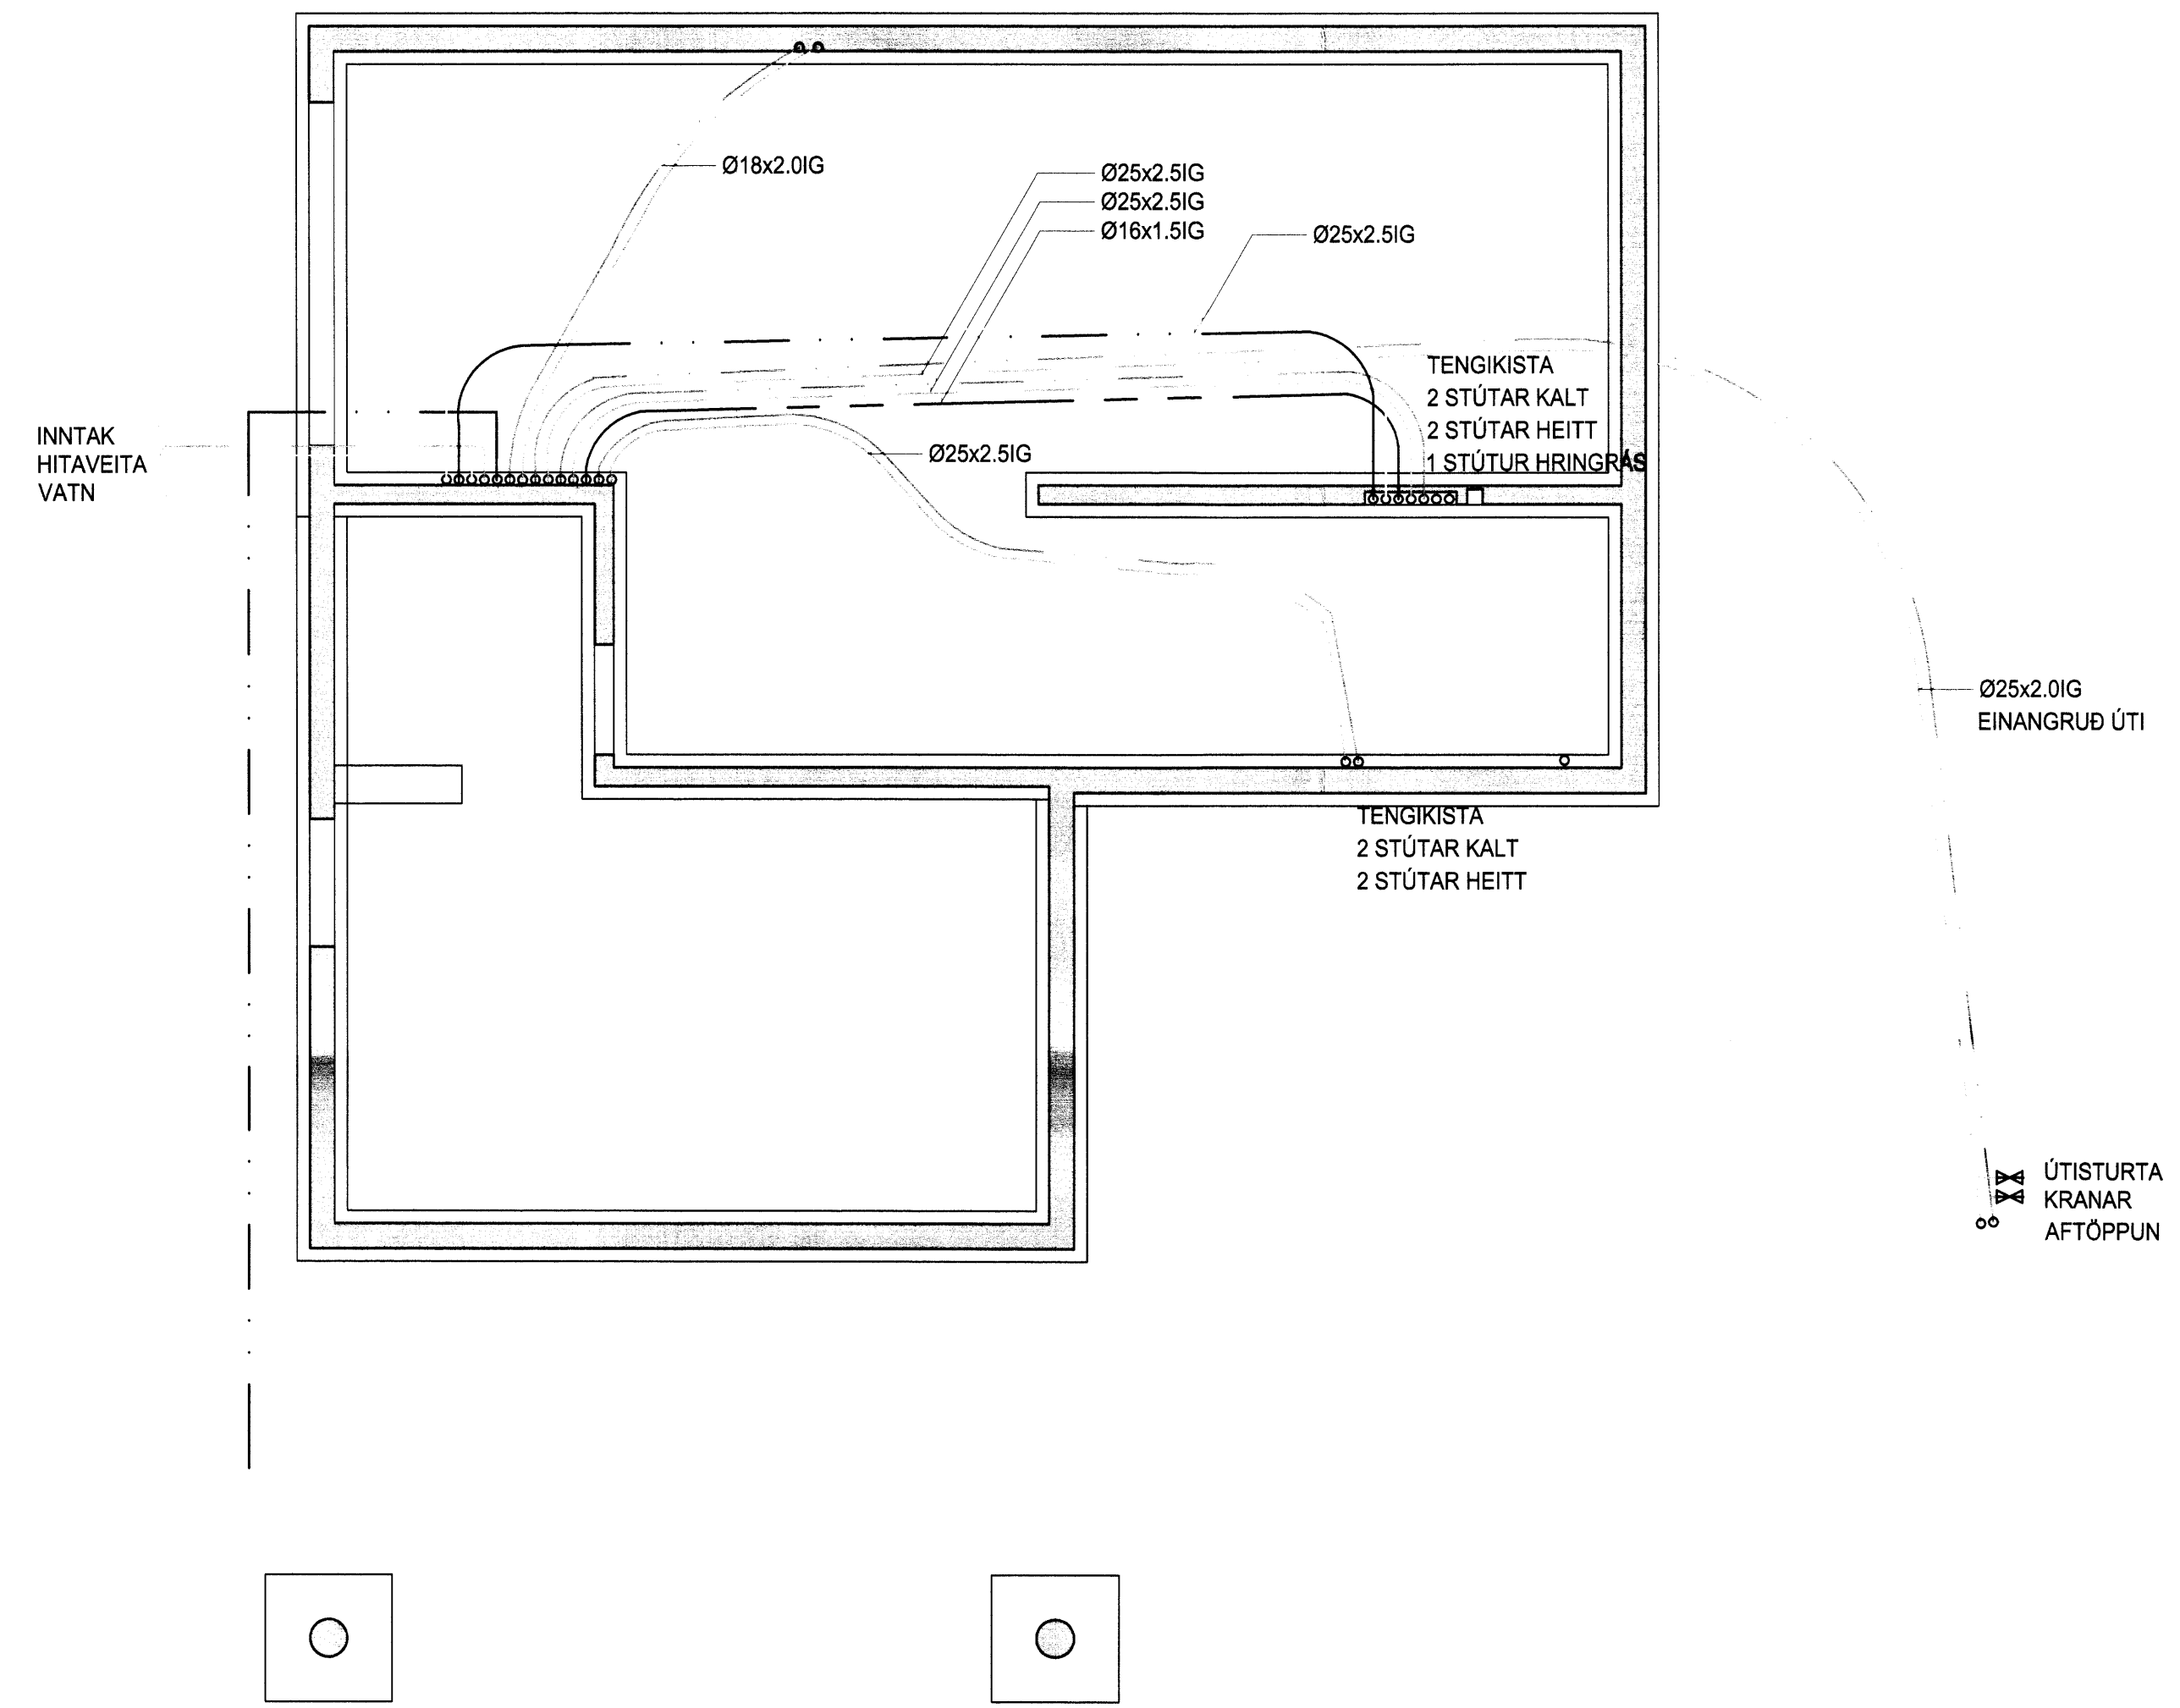 Ø18x2.0IG
Ø25x2.5IG
Ø25x2.5IG
Ø16x1.5IG
Ø25x2.5IG
TENGIKISTA
2 STÚTAR KALT
2 STÚTAR HEITT
1 STÚTUR HRINGRÁS
INNTAK
HITAVEITA
VATN
Ø25x2.5IG
Ø25x2.0IG
EINANGRUÐ ÚTI
TENGIKISTA
2 STÚTAR KALT
2 STÚTAR HEITT
ÚTISTURTA
KRANAR
AFTÖPPUN